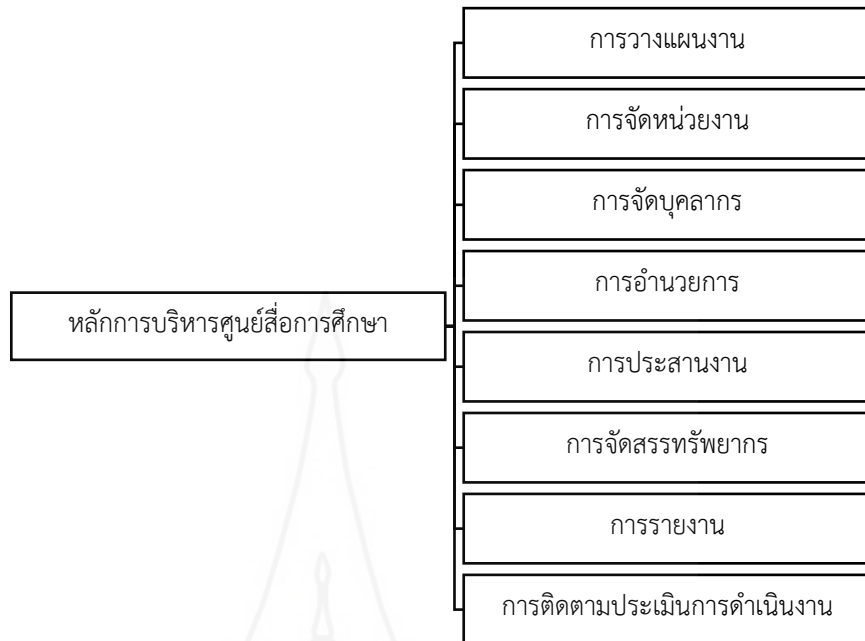 การวางแผนงาน
การจัดหน่วยงาน
การจัดบุคลากร
การอำนวยการ
หลักการบริหารศูนย์สื่อการศึกษา
การประสานงาน
การจัดสรรทรัพยากร
การรายงาน
การติดตามประเมินการดำเนินงาน